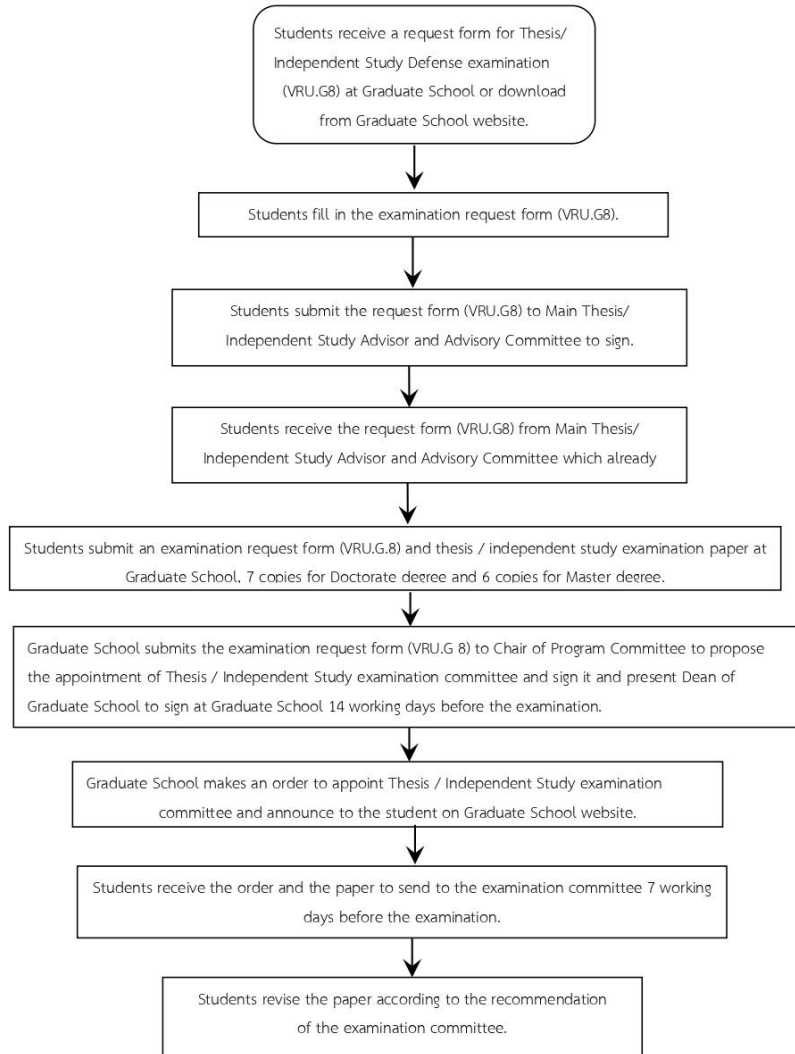 Students receive a request form for Thesis/
Independent Study Defense examination
(VRU.G8) at Graduate School or download
from Graduate School website.
Students fill in the examination request form (VRU.G8).
Students submit the request form (VRU.G8) to Main Thesis/
Independent Study Advisor and Advisory Committee to sign.
Students receive the request form (VRU.G8) from Main Thesis/
Independent Study Advisor and Advisory Committee which already
Students submit an examination request form (VRU.G.8) and thesis / independent study examination paper at
Graduate School, 7 copies for Doctorate degree and 6 copies for Master degree.
Graduate School submits the examination request form (VRU.G 8) to Chair of Program Committee to propose
the appointment of Thesis / Independent Study examination committee and sign it and present Dean of
Graduate School to sign at Graduate School 14 working days before the examination.
Graduate School makes an order to appoint Thesis / Independent Study examination
committee and announce to the student on Graduate School website.
Students receive the order and the paper to send to the examination committee 7 working
days before the examination.
Students revise the paper according to the recommendation
of the examination committee.